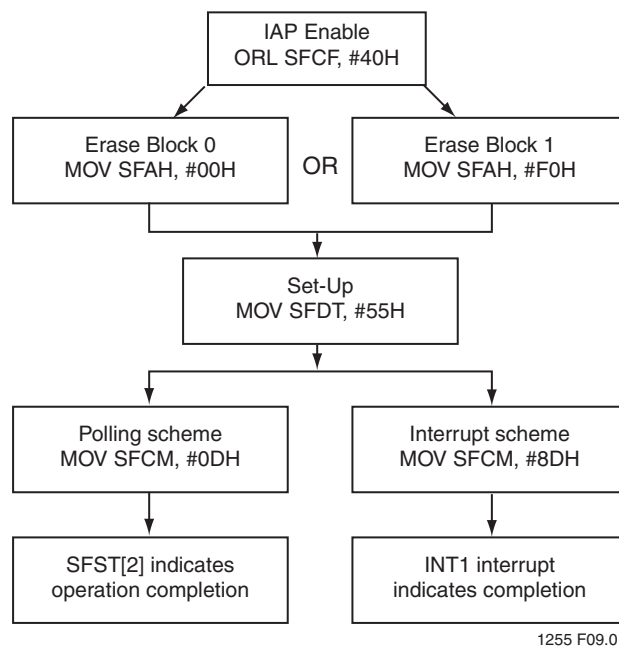 IAP Enable
ORL SFCF, #40H
Erase Block 0
MOV SFAH, #00H
OR
Erase Block 1
MOV SFAH, #F0H
Set-Up
MOV SFDT, #55H
Polling scheme
MOV SFCM, #0DH
Interrupt scheme
MOV SFCM, #8DH
SFST[2] indicates
operation completion
INT1 interrupt
indicates completion
1255 F09.0